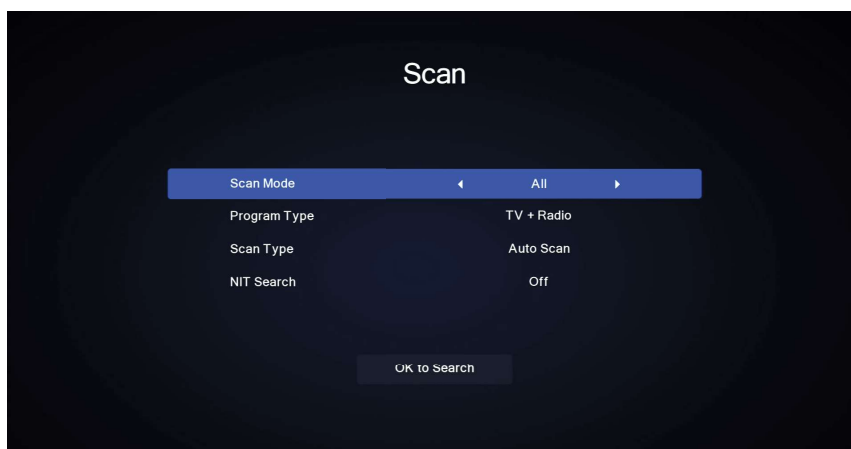 Scan
Scan Mode All
Program Type TV + Radio
Scan Type Auto Scan
NIT Search Off
OK to Search